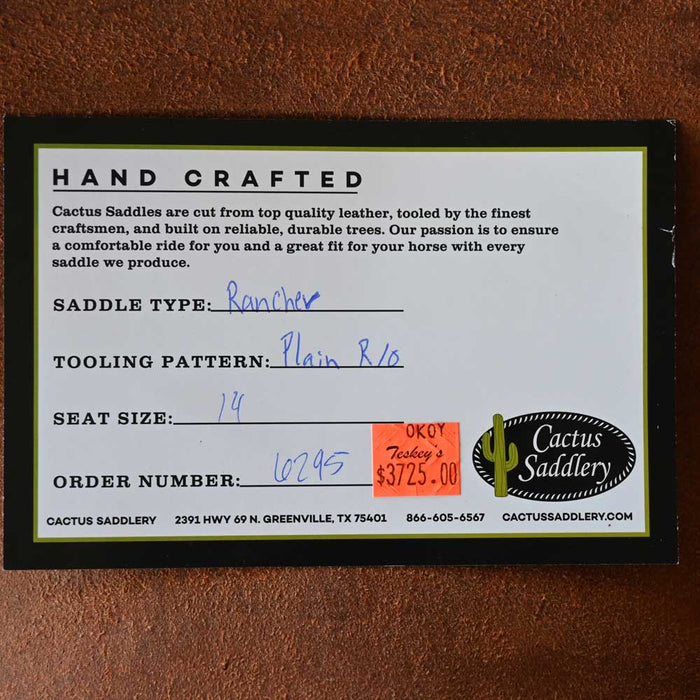 HAND CRAFTED
Cactus Saddles are cut from top quality leather, tooled by the finest
craftsmen, and built on reliable, durable trees. Our passion is to ensure
a comfortable ride for you and a great fit for your horse with every
saddle we produce.
SADDLE TYPE: Rancher
TOOLING PATTERN: Plain R/O
SEAT SIZE: 14
ORDER NUMBER: 6295
OKOY
Teskey's
$3725.00
Cactus
Saddlery
CACTUS SADDLERY 2391 HWY 69 N. GREENVILLE, TX 75401 866-605-6567 CACTUSSADDLERY.COM